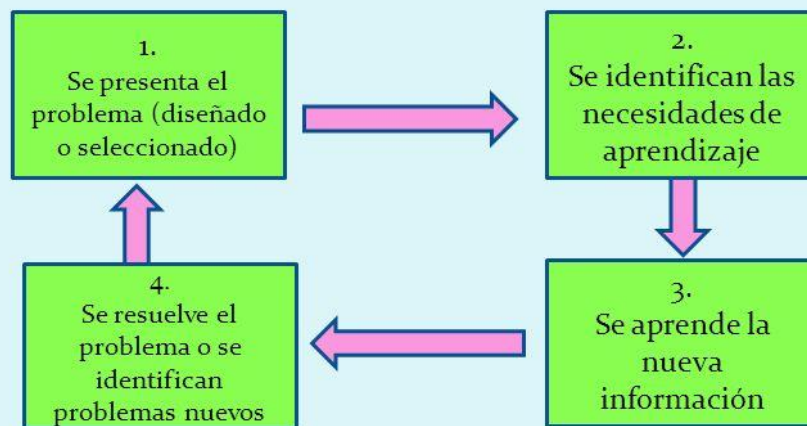 1.
Se presenta el
problema (diseñado
o seleccionado)
2.
Se identifican las
necesidades de
aprendizaje
3.
Se aprende la
nueva
información
4.
Se resuelve el
problema o se
identifican
problemas nuevos